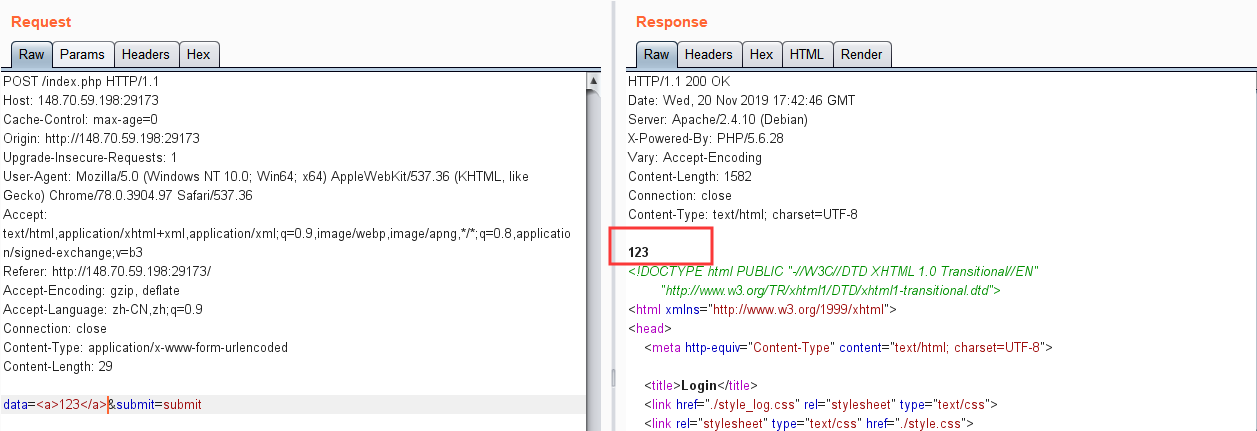 Request
Raw Params Headers Hex
POST /index.php HTTP/1.1
Host: 148.70.59.198:29173
Cache-Control: max-age=0
Origin: http://148.70.59.198:29173
Upgrade-Insecure-Requests: 1
User-Agent: Mozilla/5.0 (Windows NT 10.0; Win64; x64) AppleWebKit/537.36 (KHTML, like
Gecko) Chrome/78.0.3904.97 Safari/537.36
Accept:
text/html,application/xhtml+xml,application/xml;q=0.9,image/webp,image/apng,*/*;q=0.8,applicatio
n/signed-exchange;v=b3
Referer: http://148.70.59.198:29173/
Accept-Encoding: gzip, deflate
Accept-Language: zh-CN,zh;q=0.9
Connection: close
Content-Type: application/x-www-form-urlencoded
Content-Length: 29
data=<a>123</a>&submit=submit
Response
Raw Headers Hex HTML Render
HTTP/1.1 200 OK
Date: Wed, 20 Nov 2019 17:42:46 GMT
Server: Apache/2.4.10 (Debian)
X-Powered-By: PHP/5.6.28
Vary: Accept-Encoding
Content-Length: 1582
Connection: close
Content-Type: text/html; charset=UTF-8
123
<!DOCTYPE html PUBLIC "-//W3C//DTD XHTML 1.0 Transitional//EN"
"http://www.w3.org/TR/xhtml1/DTD/xhtml1-transitional.dtd">
<html xmlns="http://www.w3.org/1999/xhtml">
<head>
<meta http-equiv="Content-Type" content="text/html; charset=UTF-8">
<title>Login</title>
<link href="./style_log.css" rel="stylesheet" type="text/css">
<link rel="stylesheet" type="text/css" href="./style.css">